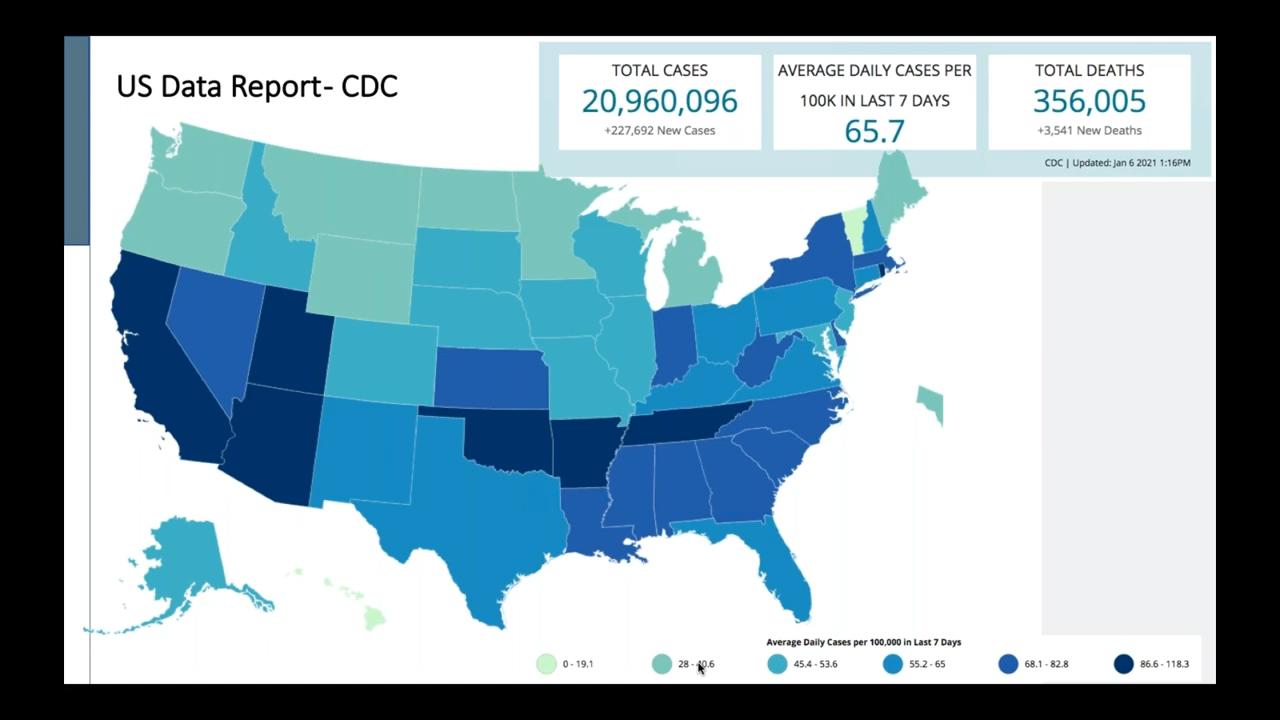 US Data Report- CDC
TOTAL CASES
20,960,096
+227,692 New Cases
AVERAGE DAILY CASES PER
100K IN LAST 7 DAYS
65.7
TOTAL DEATHS
356,005
+3,541 New Deaths
CDC | Updated: Jan 6 2021 1:16PM
Average Daily Cases per 100,000 in Last 7 Days
0 - 19.1
28 -
45.4 - 53.6
55.2 - 65
68.1 - 82.8
86.6 - 118.3